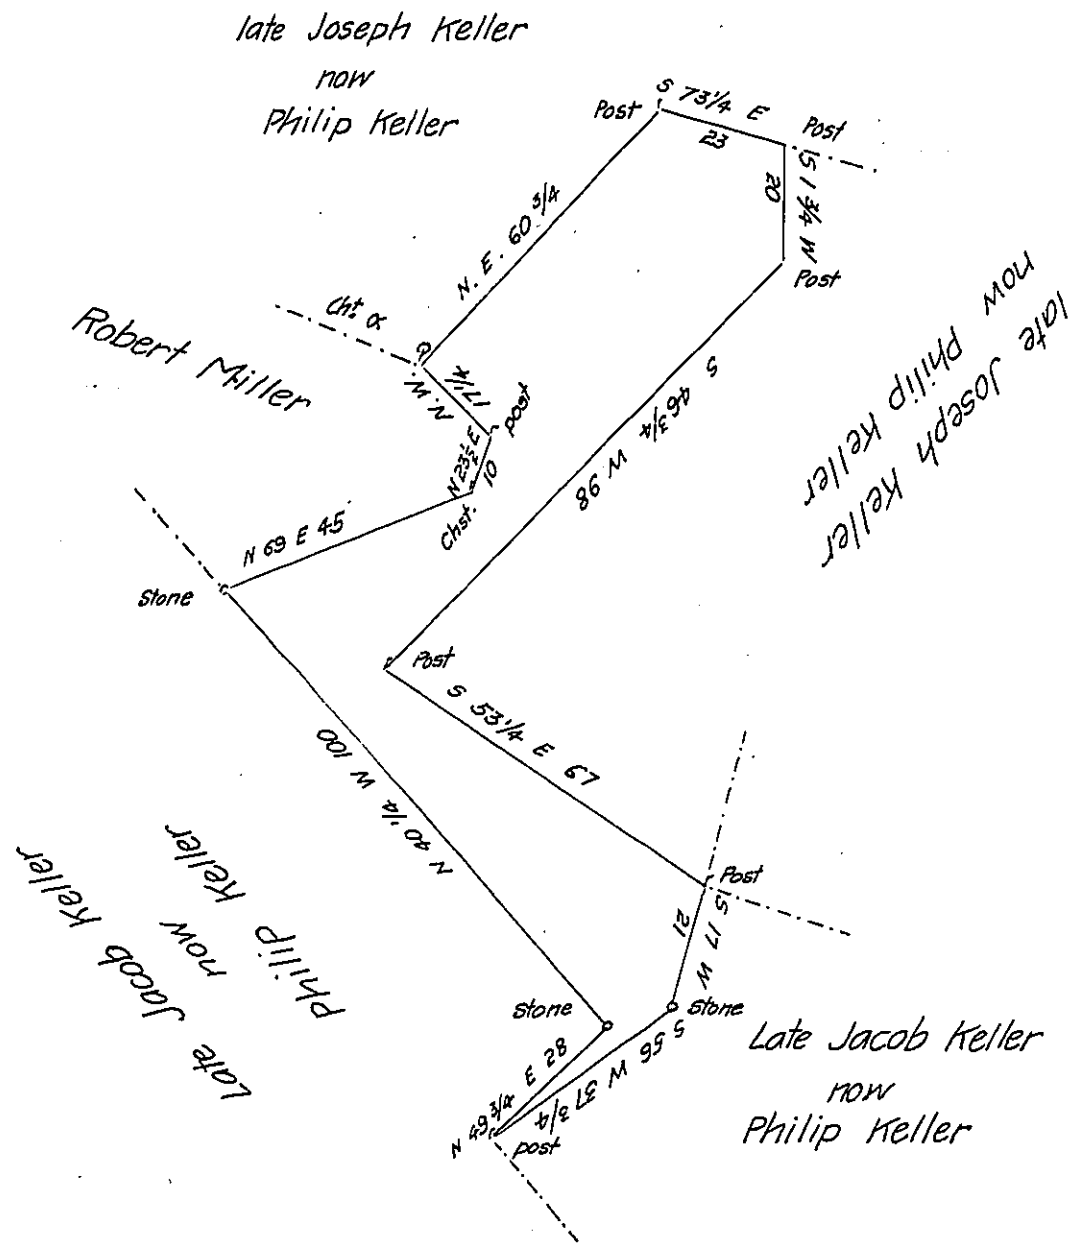 late Joseph Keller
now
Philip Keller
Post
S 73 1/4 E
23
Post
S 1 3/4 W
20
Post
N. E. 60 3/4
late Joseph Keller
now
Philip Keller
Robert Miller
N. W.
17 1/4
post
N 23 1/2 E
10
Chst.
S 46 3/4 W 98
N 69 E 45
Stone
Post
S 53 1/4 E 67
N 40 1/4 W 100
Post
S 17 W
21
Late Jacob Keller
now
Philip Keller
Stone
Stone
S 56 W 37 3/4
N 49 3/4 E 28
post
Late Jacob Keller
now
Philip Keller